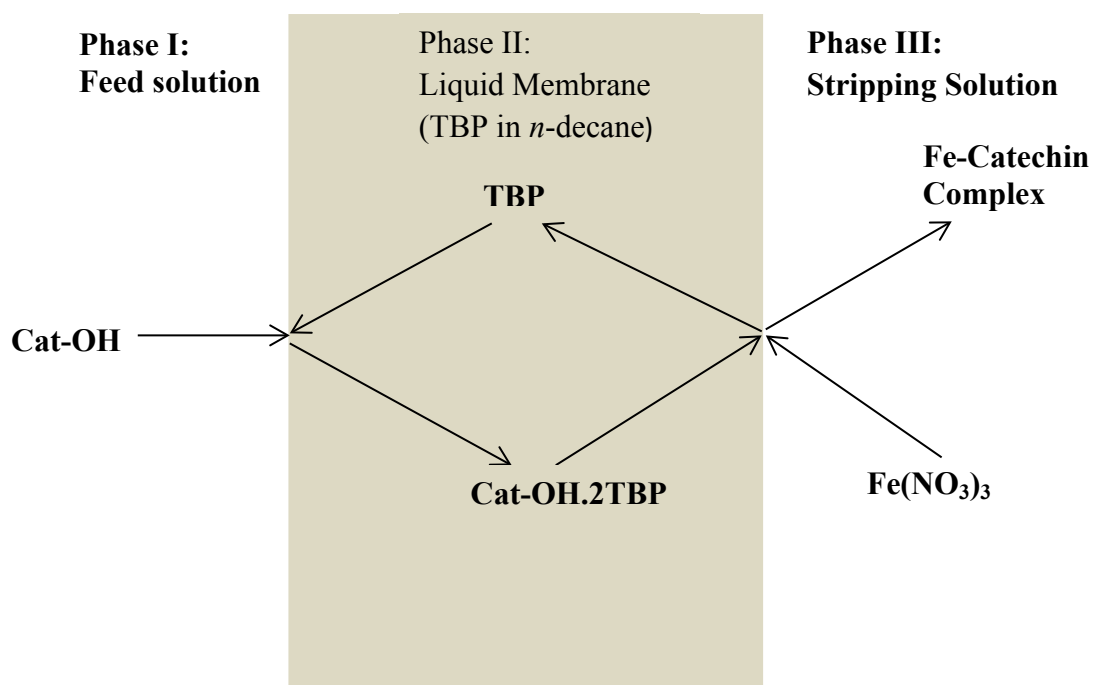 Phase I:
Feed solution
Phase II:
Liquid Membrane
(TBP in n-decane)
Phase III:
Stripping Solution
Fe-Catechin
Complex
TBP
Cat-OH
Cat-OH.2TBP
Fe(NO₃)₃